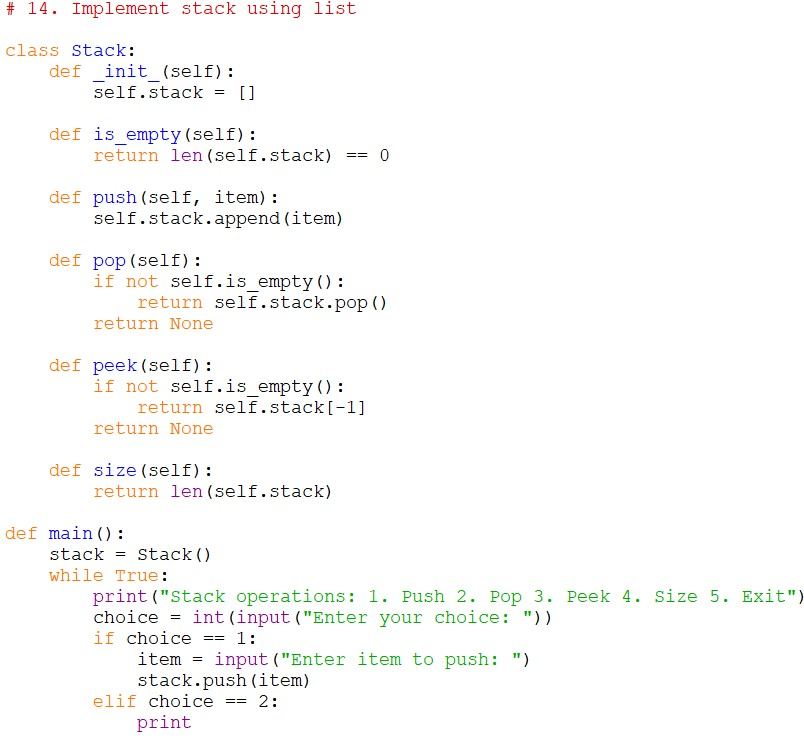 # 14. Implement stack using list
class Stack:
    def _init_(self):
        self.stack = []
    def is_empty(self):
        return len(self.stack) == 0
    def push(self, item):
        self.stack.append(item)
    def pop(self):
        if not self.is_empty():
            return self.stack.pop()
        return None
    def peek(self):
        if not self.is_empty():
            return self.stack[-1]
        return None
    def size(self):
        return len(self.stack)
def main():
    stack = Stack()
    while True:
        print("Stack operations: 1. Push 2. Pop 3. Peek 4. Size 5. Exit")
        choice = int(input("Enter your choice: "))
        if choice == 1:
            item = input("Enter item to push: ")
            stack.push(item)
        elif choice == 2:
            print